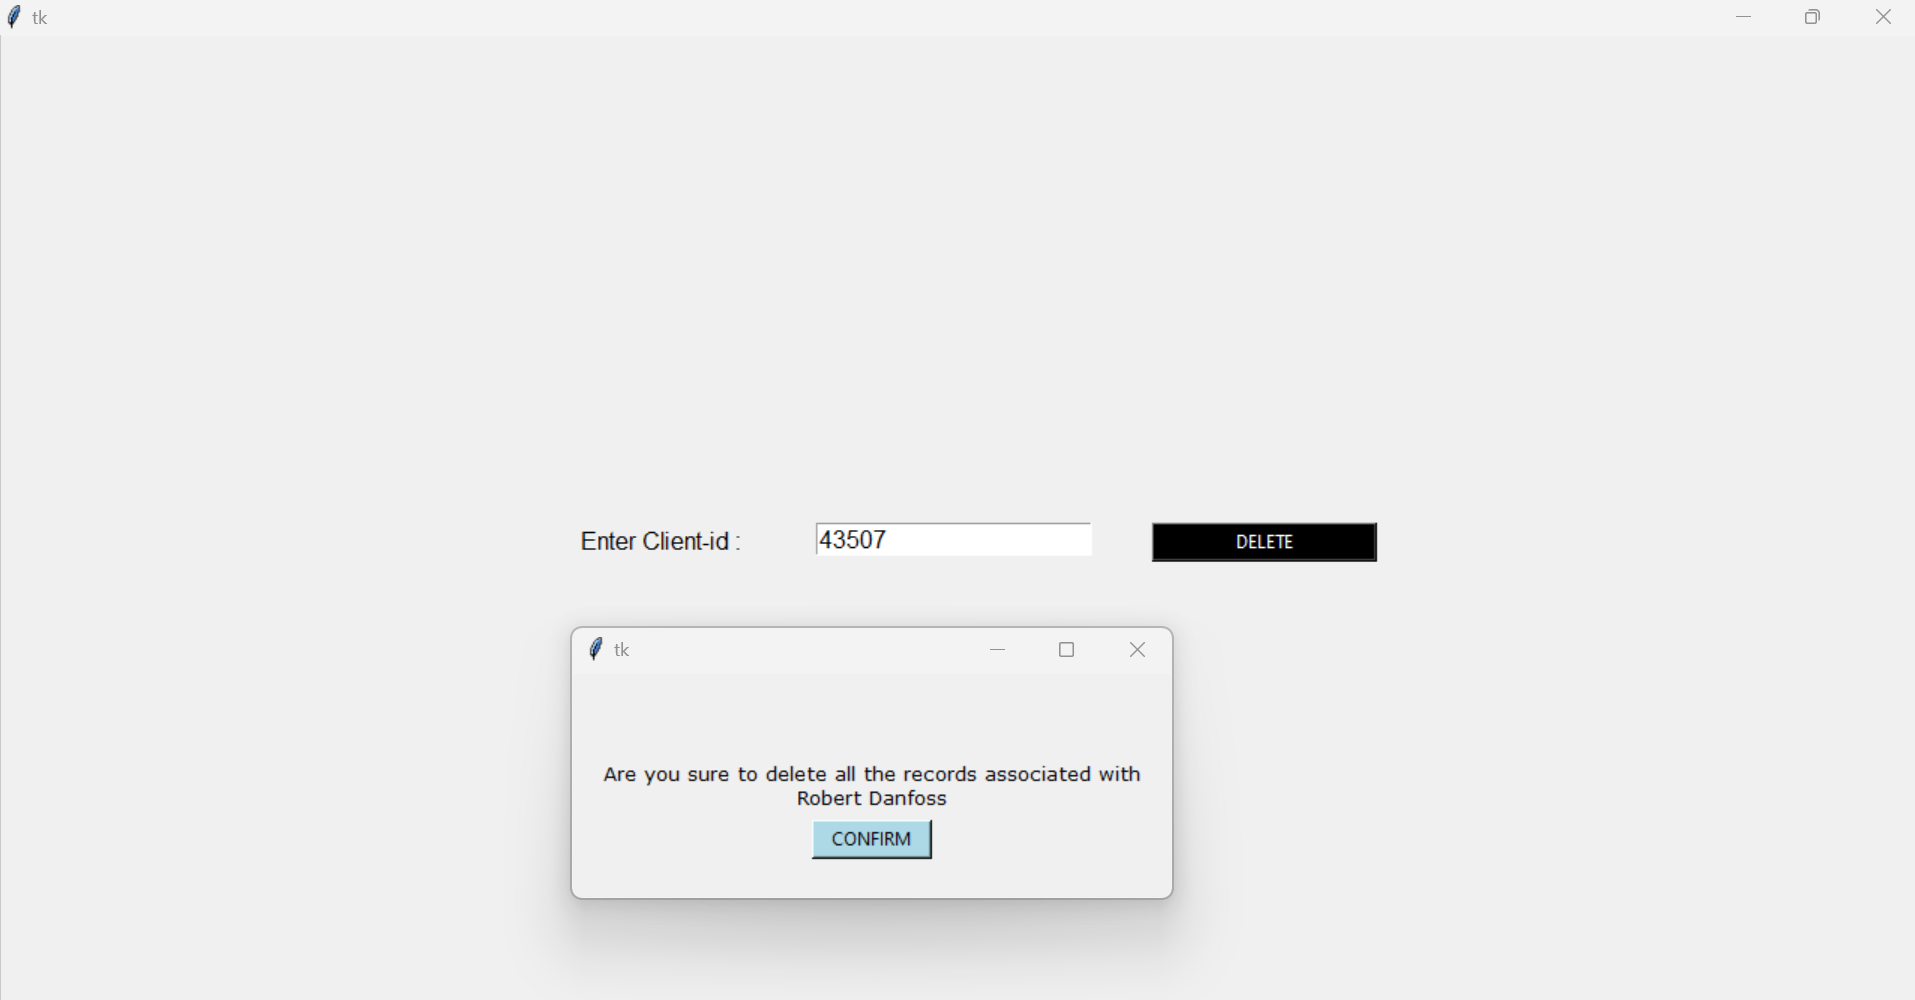 tk
Enter Client-id :
43507
DELETE
tk
Are you sure to delete all the records associated with
Robert Danfoss
CONFIRM